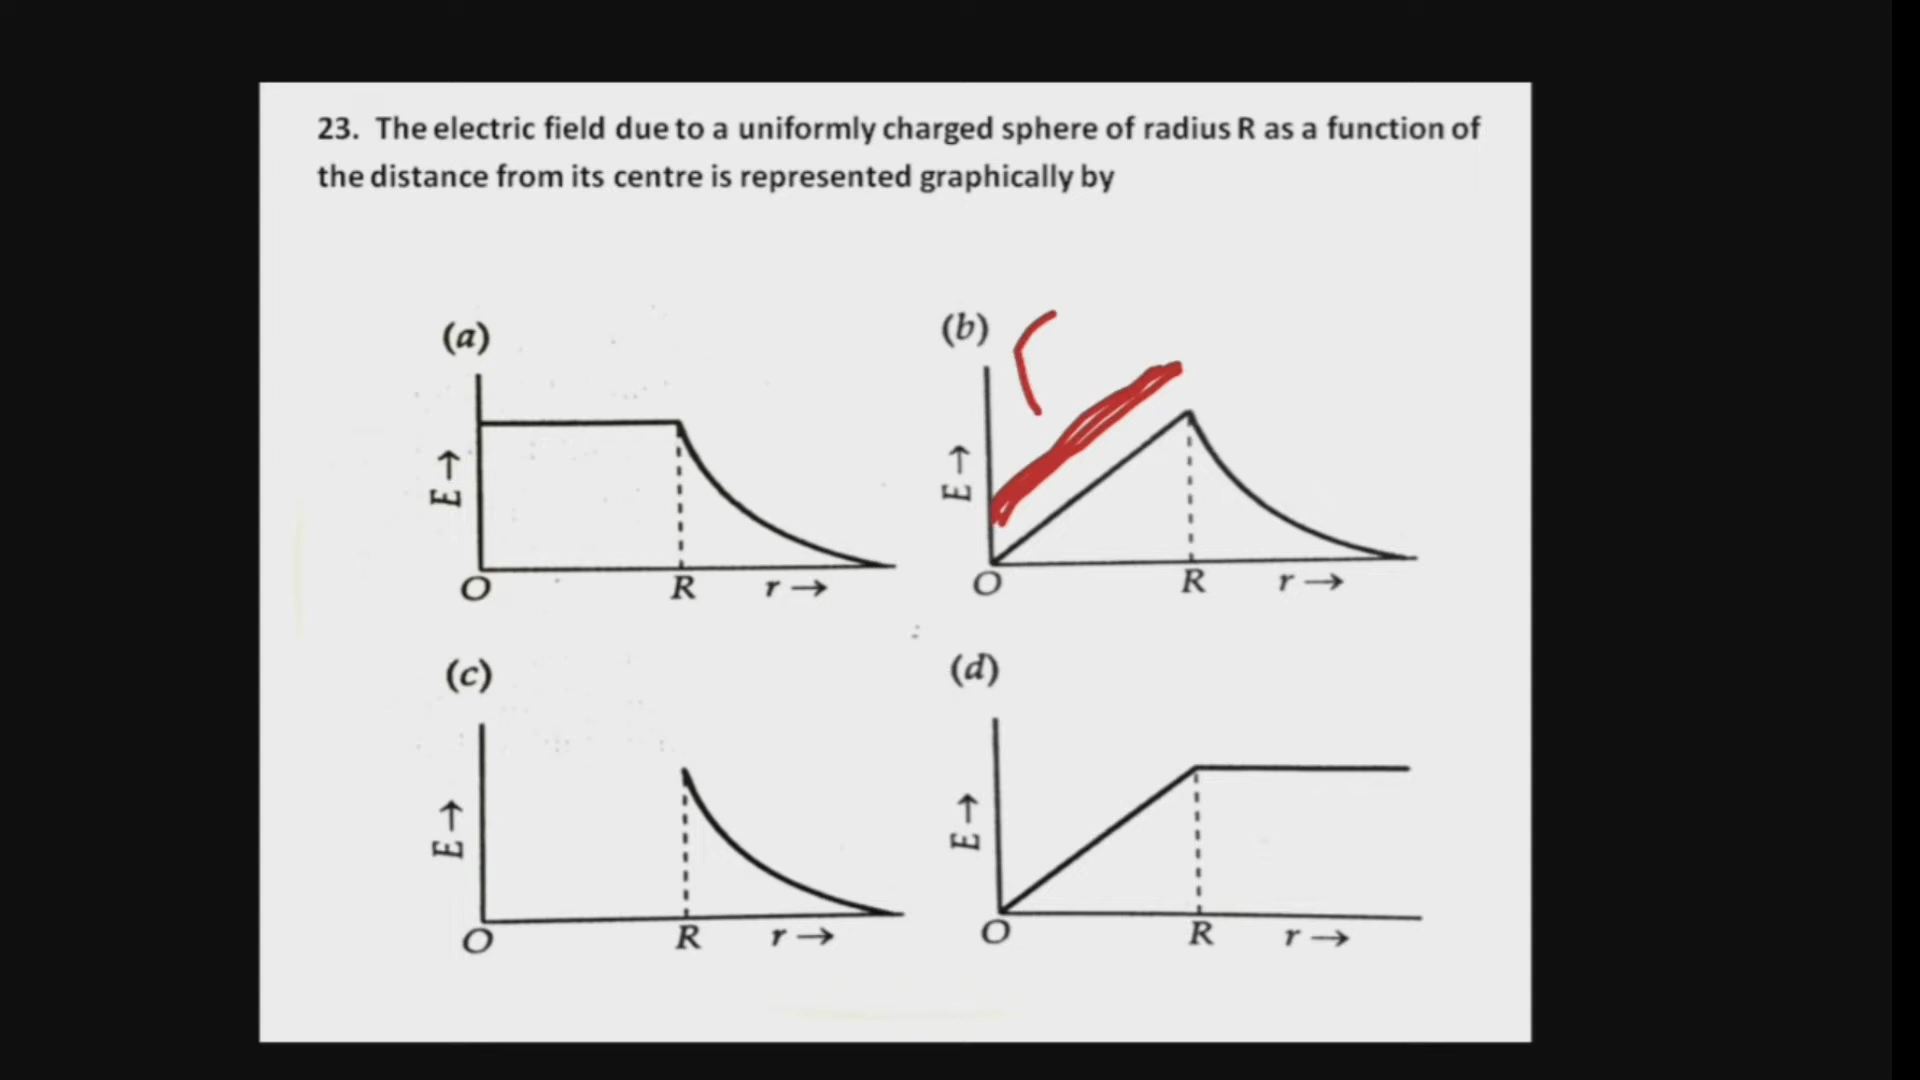 23. The electric field due to a uniformly charged sphere of radius R as a function of
the distance from its centre is represented graphically by
(a)
E →
O
R
r →
(b)
E →
O
R
r →
(c)
E →
O
R
r →
(d)
E →
O
R
r →